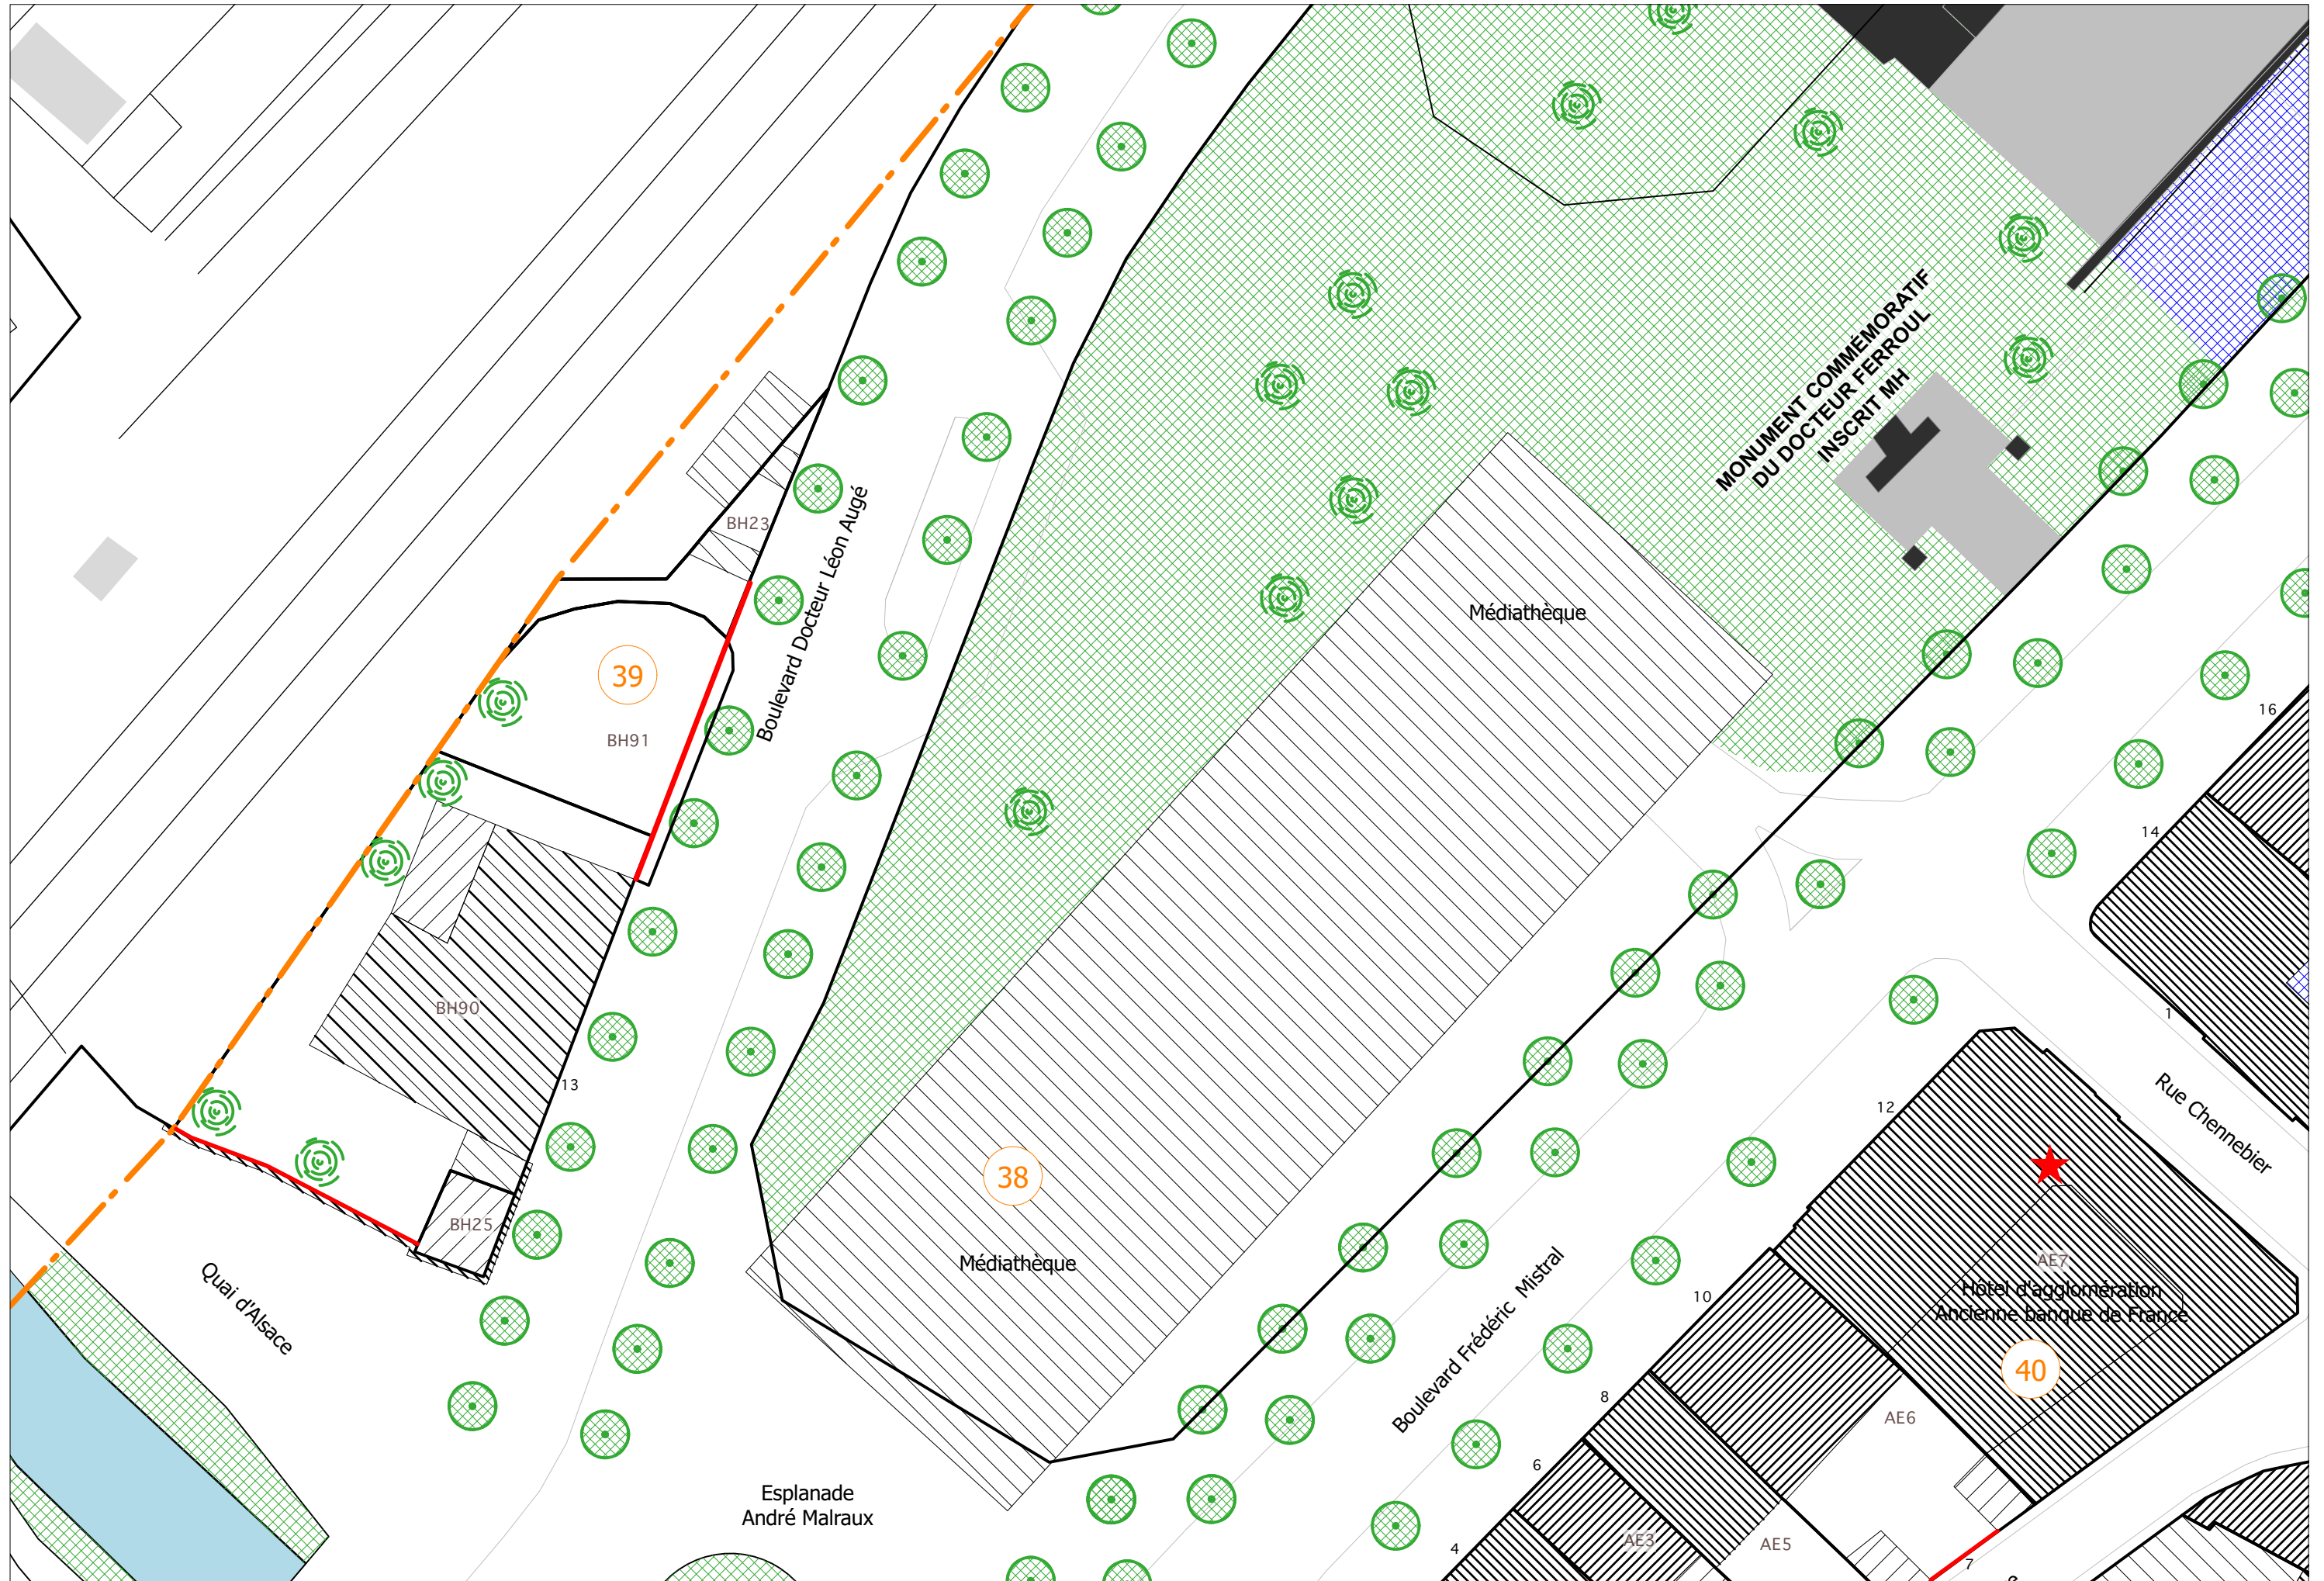 MONUMENT COMMÉMORATIF
DU DOCTEUR FERROUL
INSCRIT MH
BH23
Boulevard Docteur Léon Augé
Médiathèque
39
BH91
16
14
BH90
1
13
Rue Chennebier
12
38
BH25
Médiathèque
Quai d'Alsace
AE7
Hôtel d'agglomération
Ancienne banque de France
10
Boulevard Frédéric Mistral
40
8
AE6
6
Esplanade
André Malraux
AE3
AE5
4
7